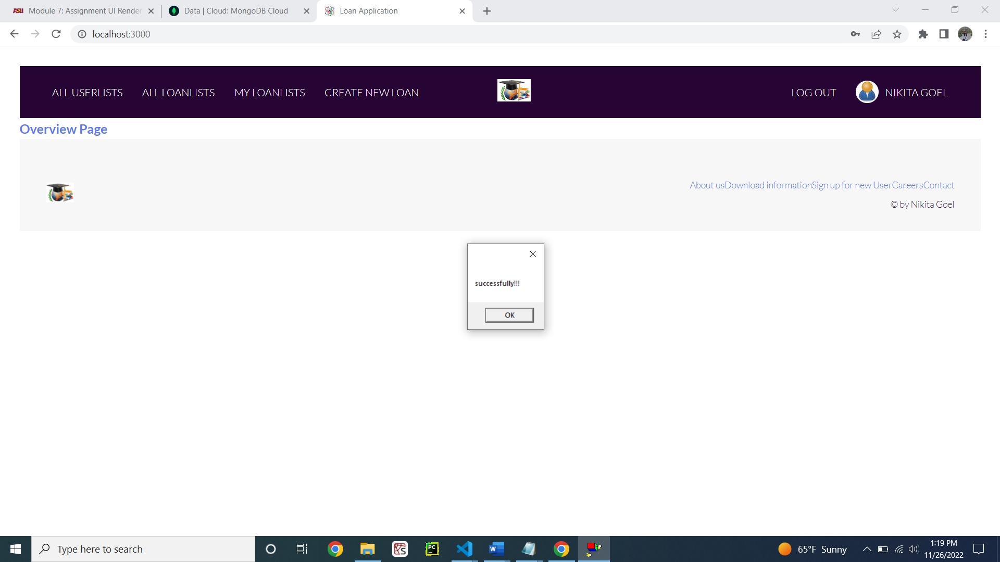 ASU Module 7: Assignment UI Render
Data | Cloud: MongoDB Cloud
Loan Application
localhost:3000
ALL USERLISTS
ALL LOANLISTS
MY LOANLISTS
CREATE NEW LOAN
LOG OUT
NIKITA GOEL
Overview Page
About usDownload informationSign up for new UserCareersContact
© by Nikita Goel
successfully!!!
OK
Type here to search
PC
W
65°F Sunny
1:19 PM
11/26/2022